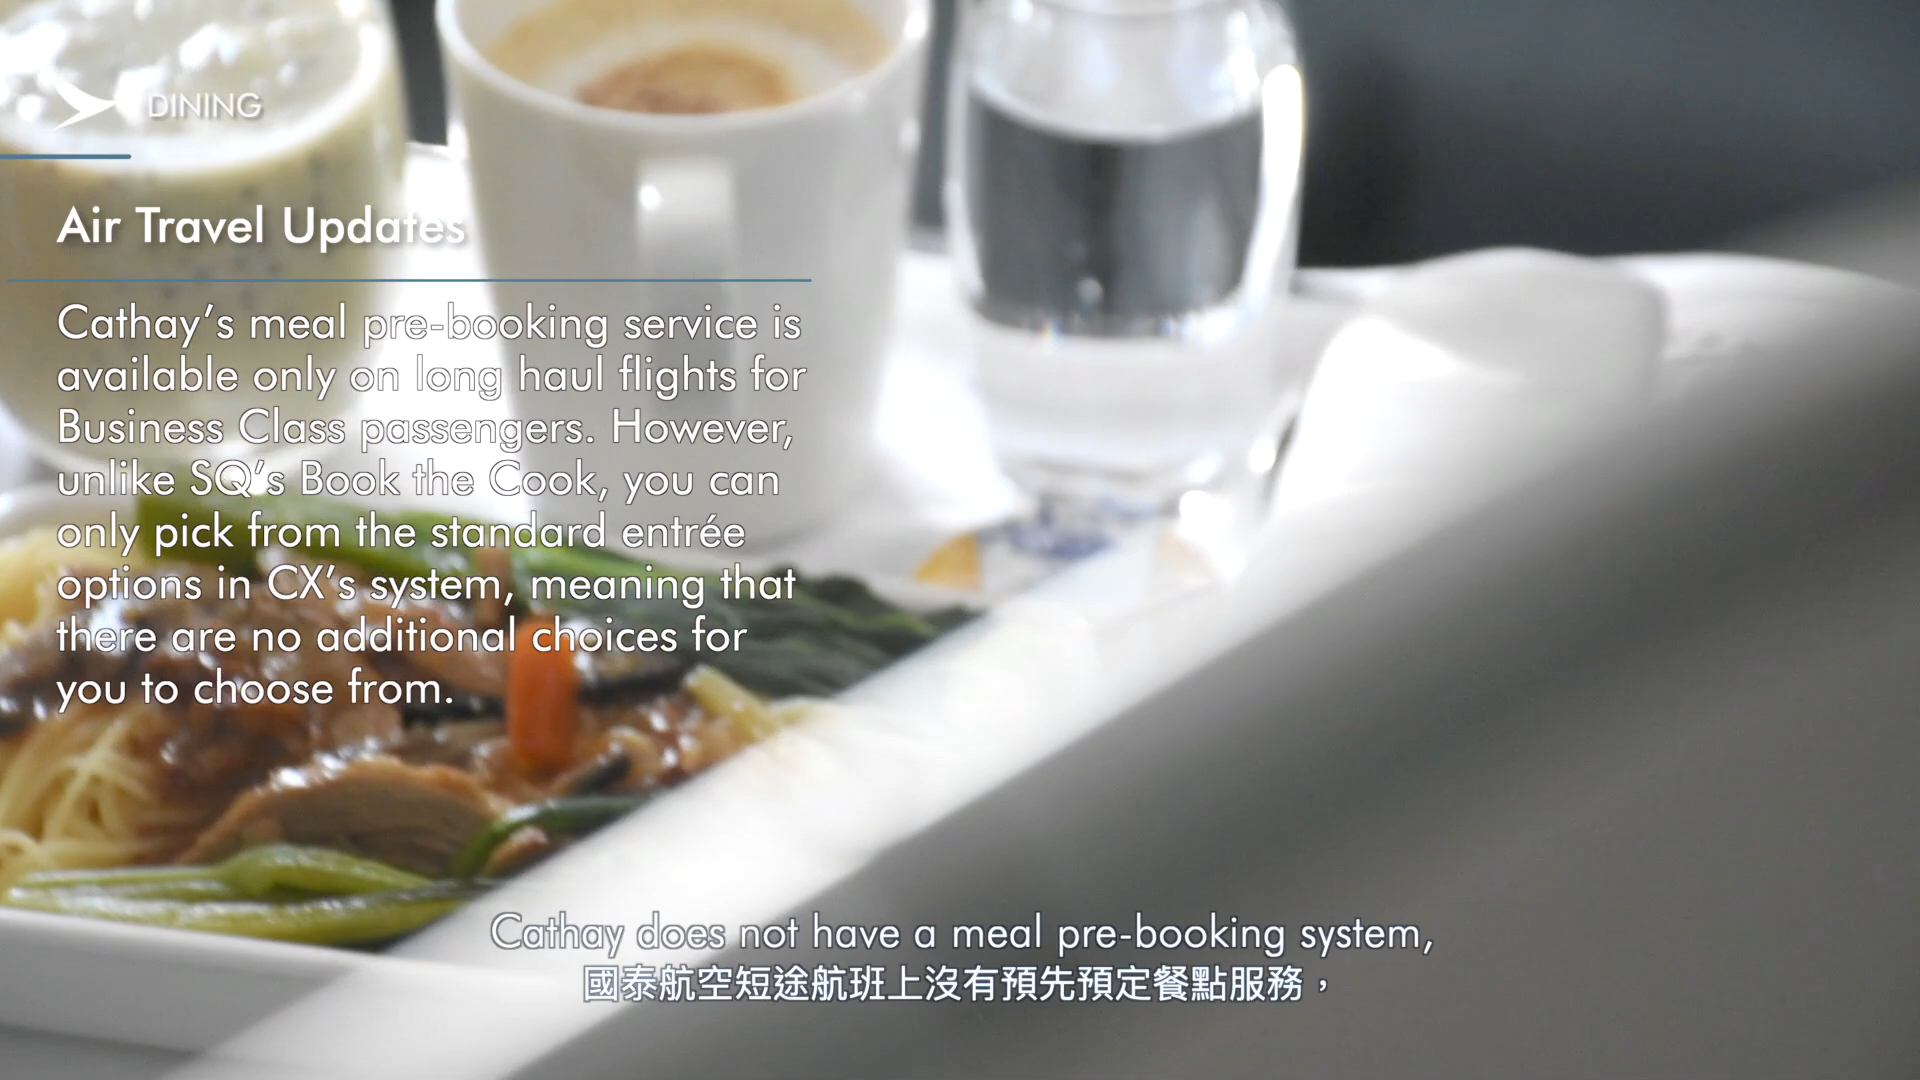 DINING
Air Travel Updates
Cathay’s meal pre-booking service is
available only on long haul flights for
Business Class passengers. However,
unlike SQ’s Book the Cook, you can
only pick from the standard entrée
options in CX’s system, meaning that
there are no additional choices for
you to choose from.
Cathay does not have a meal pre-booking system,
國泰航空短途航班上沒有預先預定餐點服務，